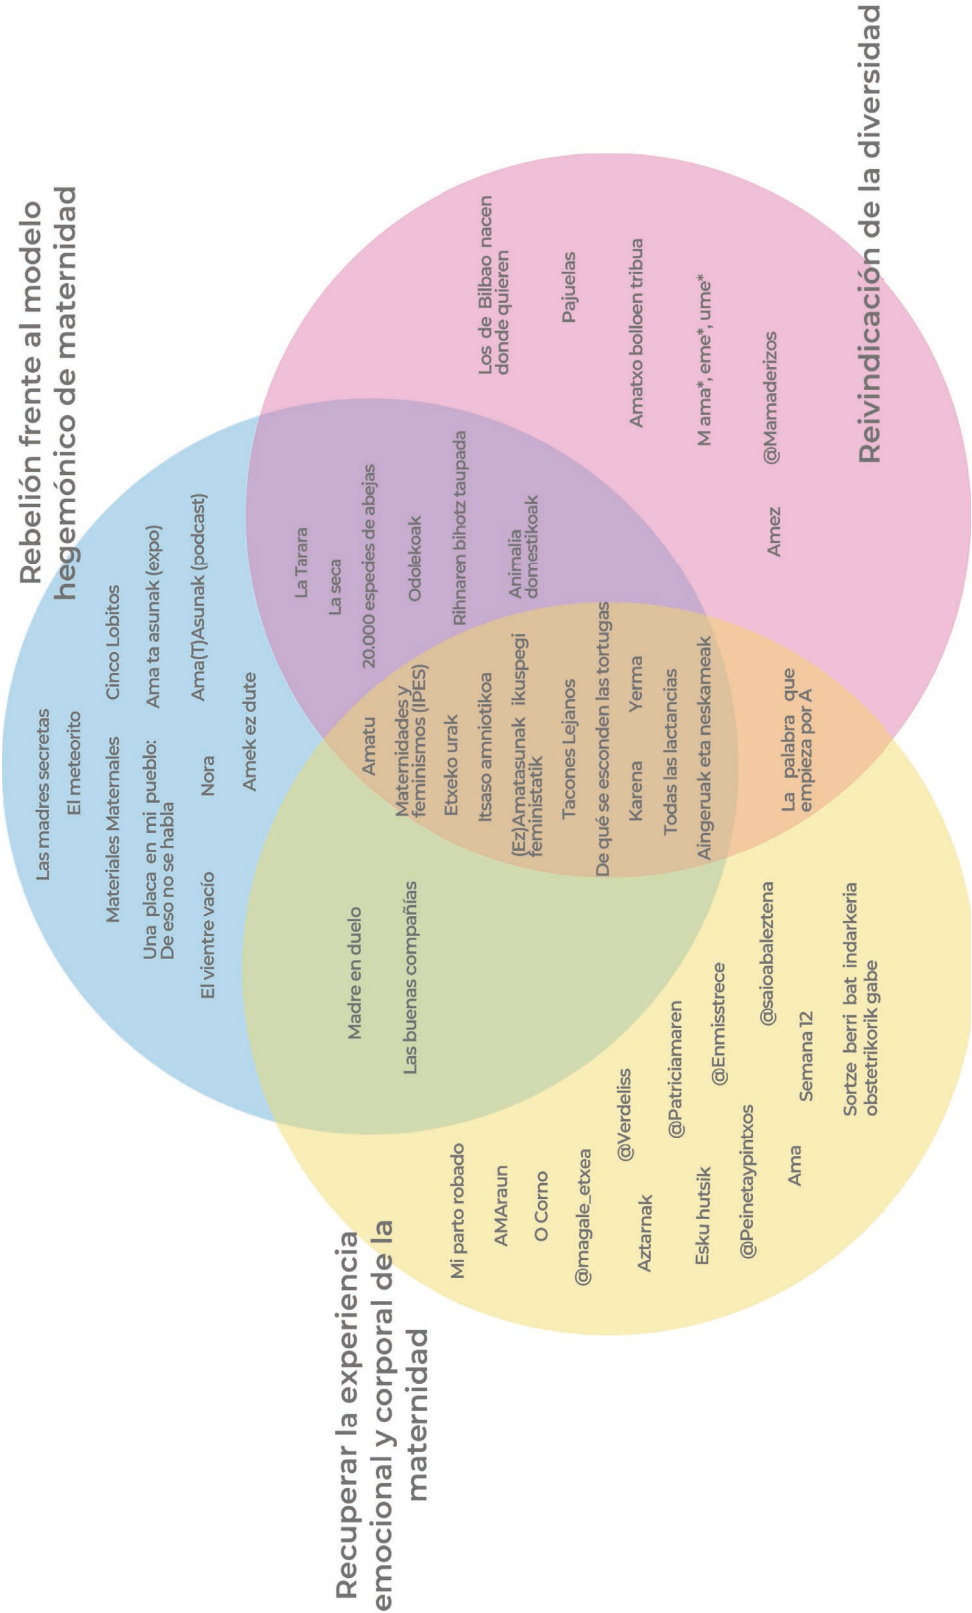 Rebelión frente al modelo
hegemónico de maternidad
Las madres secretas
El meteorito
Materiales Maternales
Cinco Lobitos
Una placa en mi pueblo:
De eso no se habla
Ama ta asunak (expo)
El vientre vacío
Nora
Ama(T)Asunak (podcast)
Amek ez dute
Madre en duelo
Las buenas compañías
La Tarara
La seca
20.000 especies de abejas
Odolekoak
Rihnaren bihotz taupada
Animalia
domestikoak
Amatu
Maternidades y
feminismos (IPES)
Etxeko urak
Itsaso amniotikoa
(Ez)Amatasunak ikuspegi
feministatik
Tacones Lejanos
De qué se esconden las tortugas
Karena
Yerma
Todas las lactancias
Aingeruak eta neskameak
La palabra que
empieza por A
Recuperar la experiencia
emocional y corporal de la
maternidad
Mi parto robado
AMAraun
O Corno
@magale_etxea
@Verdeliss
Aztarnak
@Patriciamaren
Esku hutsik
@Enmisstrece
@Peinetaypintxos
@saioabaleztena
Ama
Semana 12
Sortze berri bat indarkeria
obstetrikorik gabe
Los de Bilbao nacen
donde quieren
Pajuelas
Amatxo bolloen tribua
M ama*, eme*, ume*
@Mamaderizos
Amez
Reivindicación de la diversidad